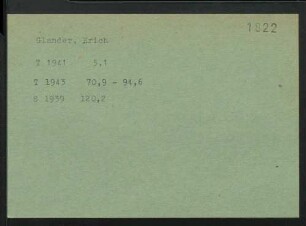 1822
Glander, Erich
T 1941 5.1
T 1943 70,9 - 94,6
S 1939 120,2